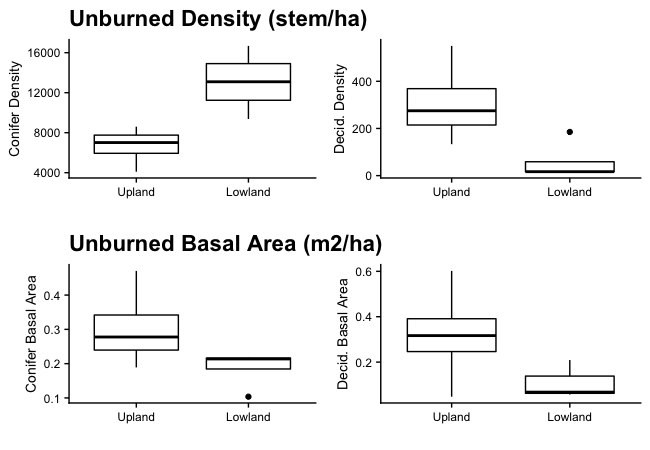 Unburned Density (stem/ha)
Conifer Density
16000
12000
8000
4000
Upland
Lowland
Decid. Density
400
200
0
Upland
Lowland
Unburned Basal Area (m2/ha)
Conifer Basal Area
0.4
0.3
0.2
0.1
Upland
Lowland
Decid. Basal Area
0.6
0.4
0.2
Upland
Lowland